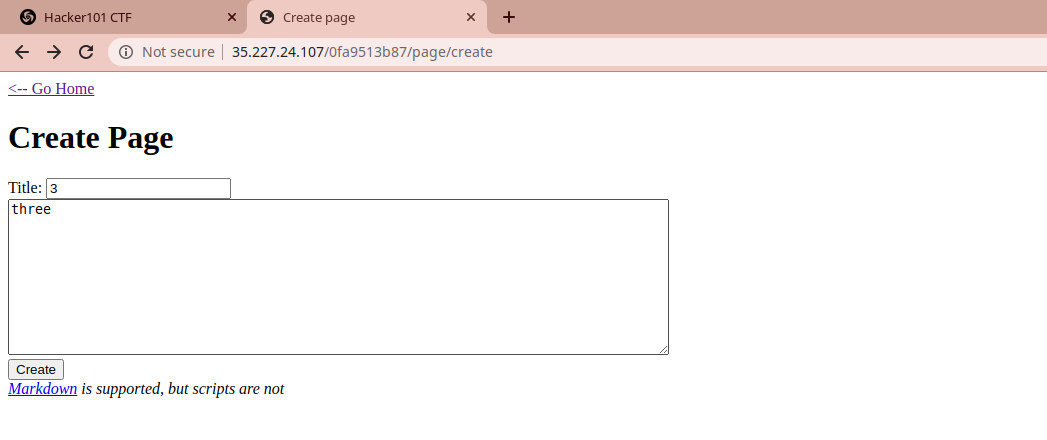 Hacker101 CTF
Create page
Not secure
35.227.24.107/0fa9513b87/page/create
<-- Go Home
Create Page
Title: 3
three
Create
Markdown is supported, but scripts are not